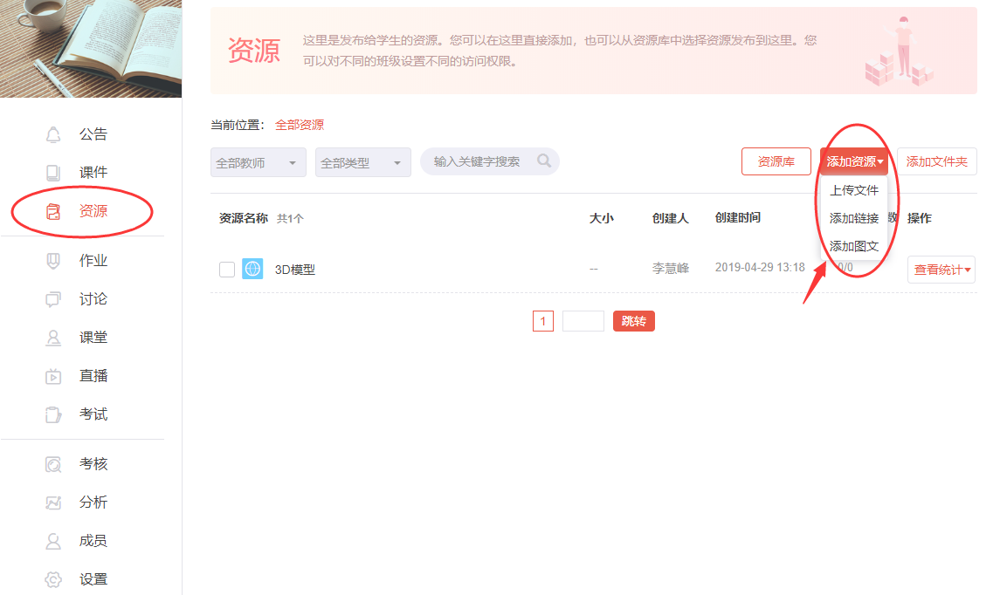 资源
这里是发布给学生的资源。您可以在这里直接添加，也可以从资源库中选择资源发布到这里。您
可以对不同的班级设置不同的访问权限。
公告
课件
资源
作业
讨论
课堂
直播
考试
考核
分析
成员
设置
当前位置： 全部资源
全部教师 全部类型 输入关键字搜索 资源库 添加资源 添加文件夹
上传文件
添加链接
添加图文
资源名称 共1个 大小 创建人 创建时间 数 操作
3D模型 -- 李慧峰 2019-04-29 13:18 0/0 查看统计
1 跳转